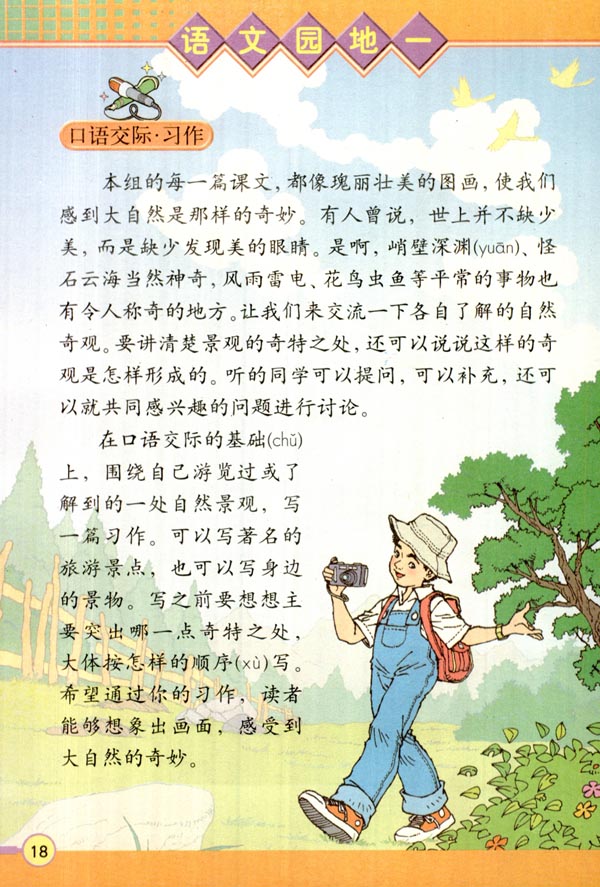 语文园地一
口语交际·习作
本组的每一篇课文，都像瑰丽壮美的图画，使我们
感到大自然是那样的奇妙。有人曾说，世上并不缺少
美，而是缺少发现美的眼睛。是啊，峭壁深渊(yuān)、怪
石云海当然神奇，风雨雷电、花鸟虫鱼等平常的事物也
有令人称奇的地方。让我们来交流一下各自了解的自然
奇观。要讲清楚景观的奇特之处，还可以说说这样的奇
观是怎样形成的。听的同学可以提问，可以补充，还可
以就共同感兴趣的问题进行讨论。
在口语交际的基础(chǔ)
上，围绕自己游览过或了
解到的一处自然景观，写
一篇习作。可以写著名的
旅游景点，也可以写身边
的景物。写之前要想想主
要突出哪一点奇特之处，
大体按怎样的顺序(xù)写。
希望通过你的习作，读者
能够想象出画面，感受到
大自然的奇妙。
18